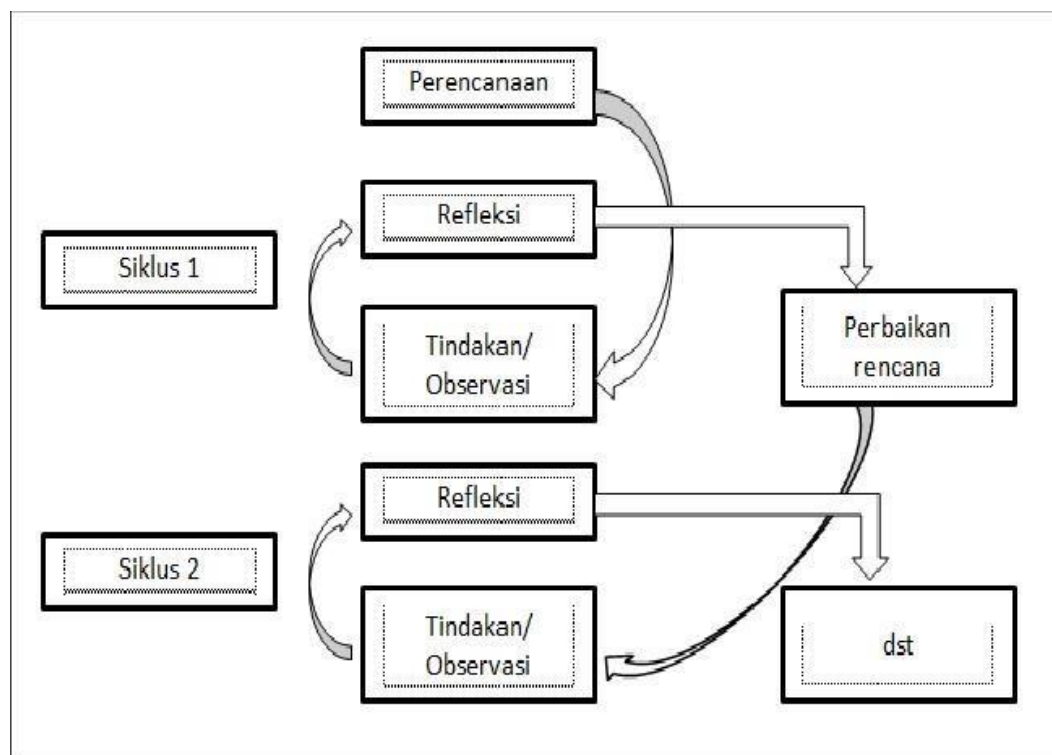 Perencanaan
Refleksi
Siklus 1
Tindakan/
Observasi
Perbaikan
rencana
Refleksi
Siklus 2
Tindakan/
Observasi
dst